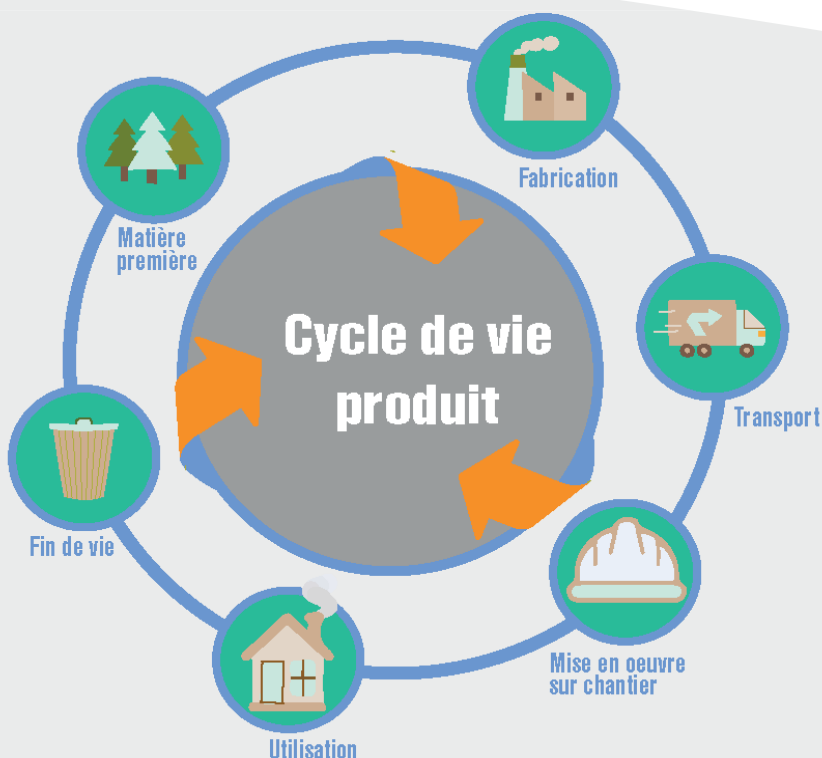 Cycle de vie
produit
Matière
première
Fabrication
Transport
Mise en oeuvre
sur chantier
Utilisation
Fin de vie